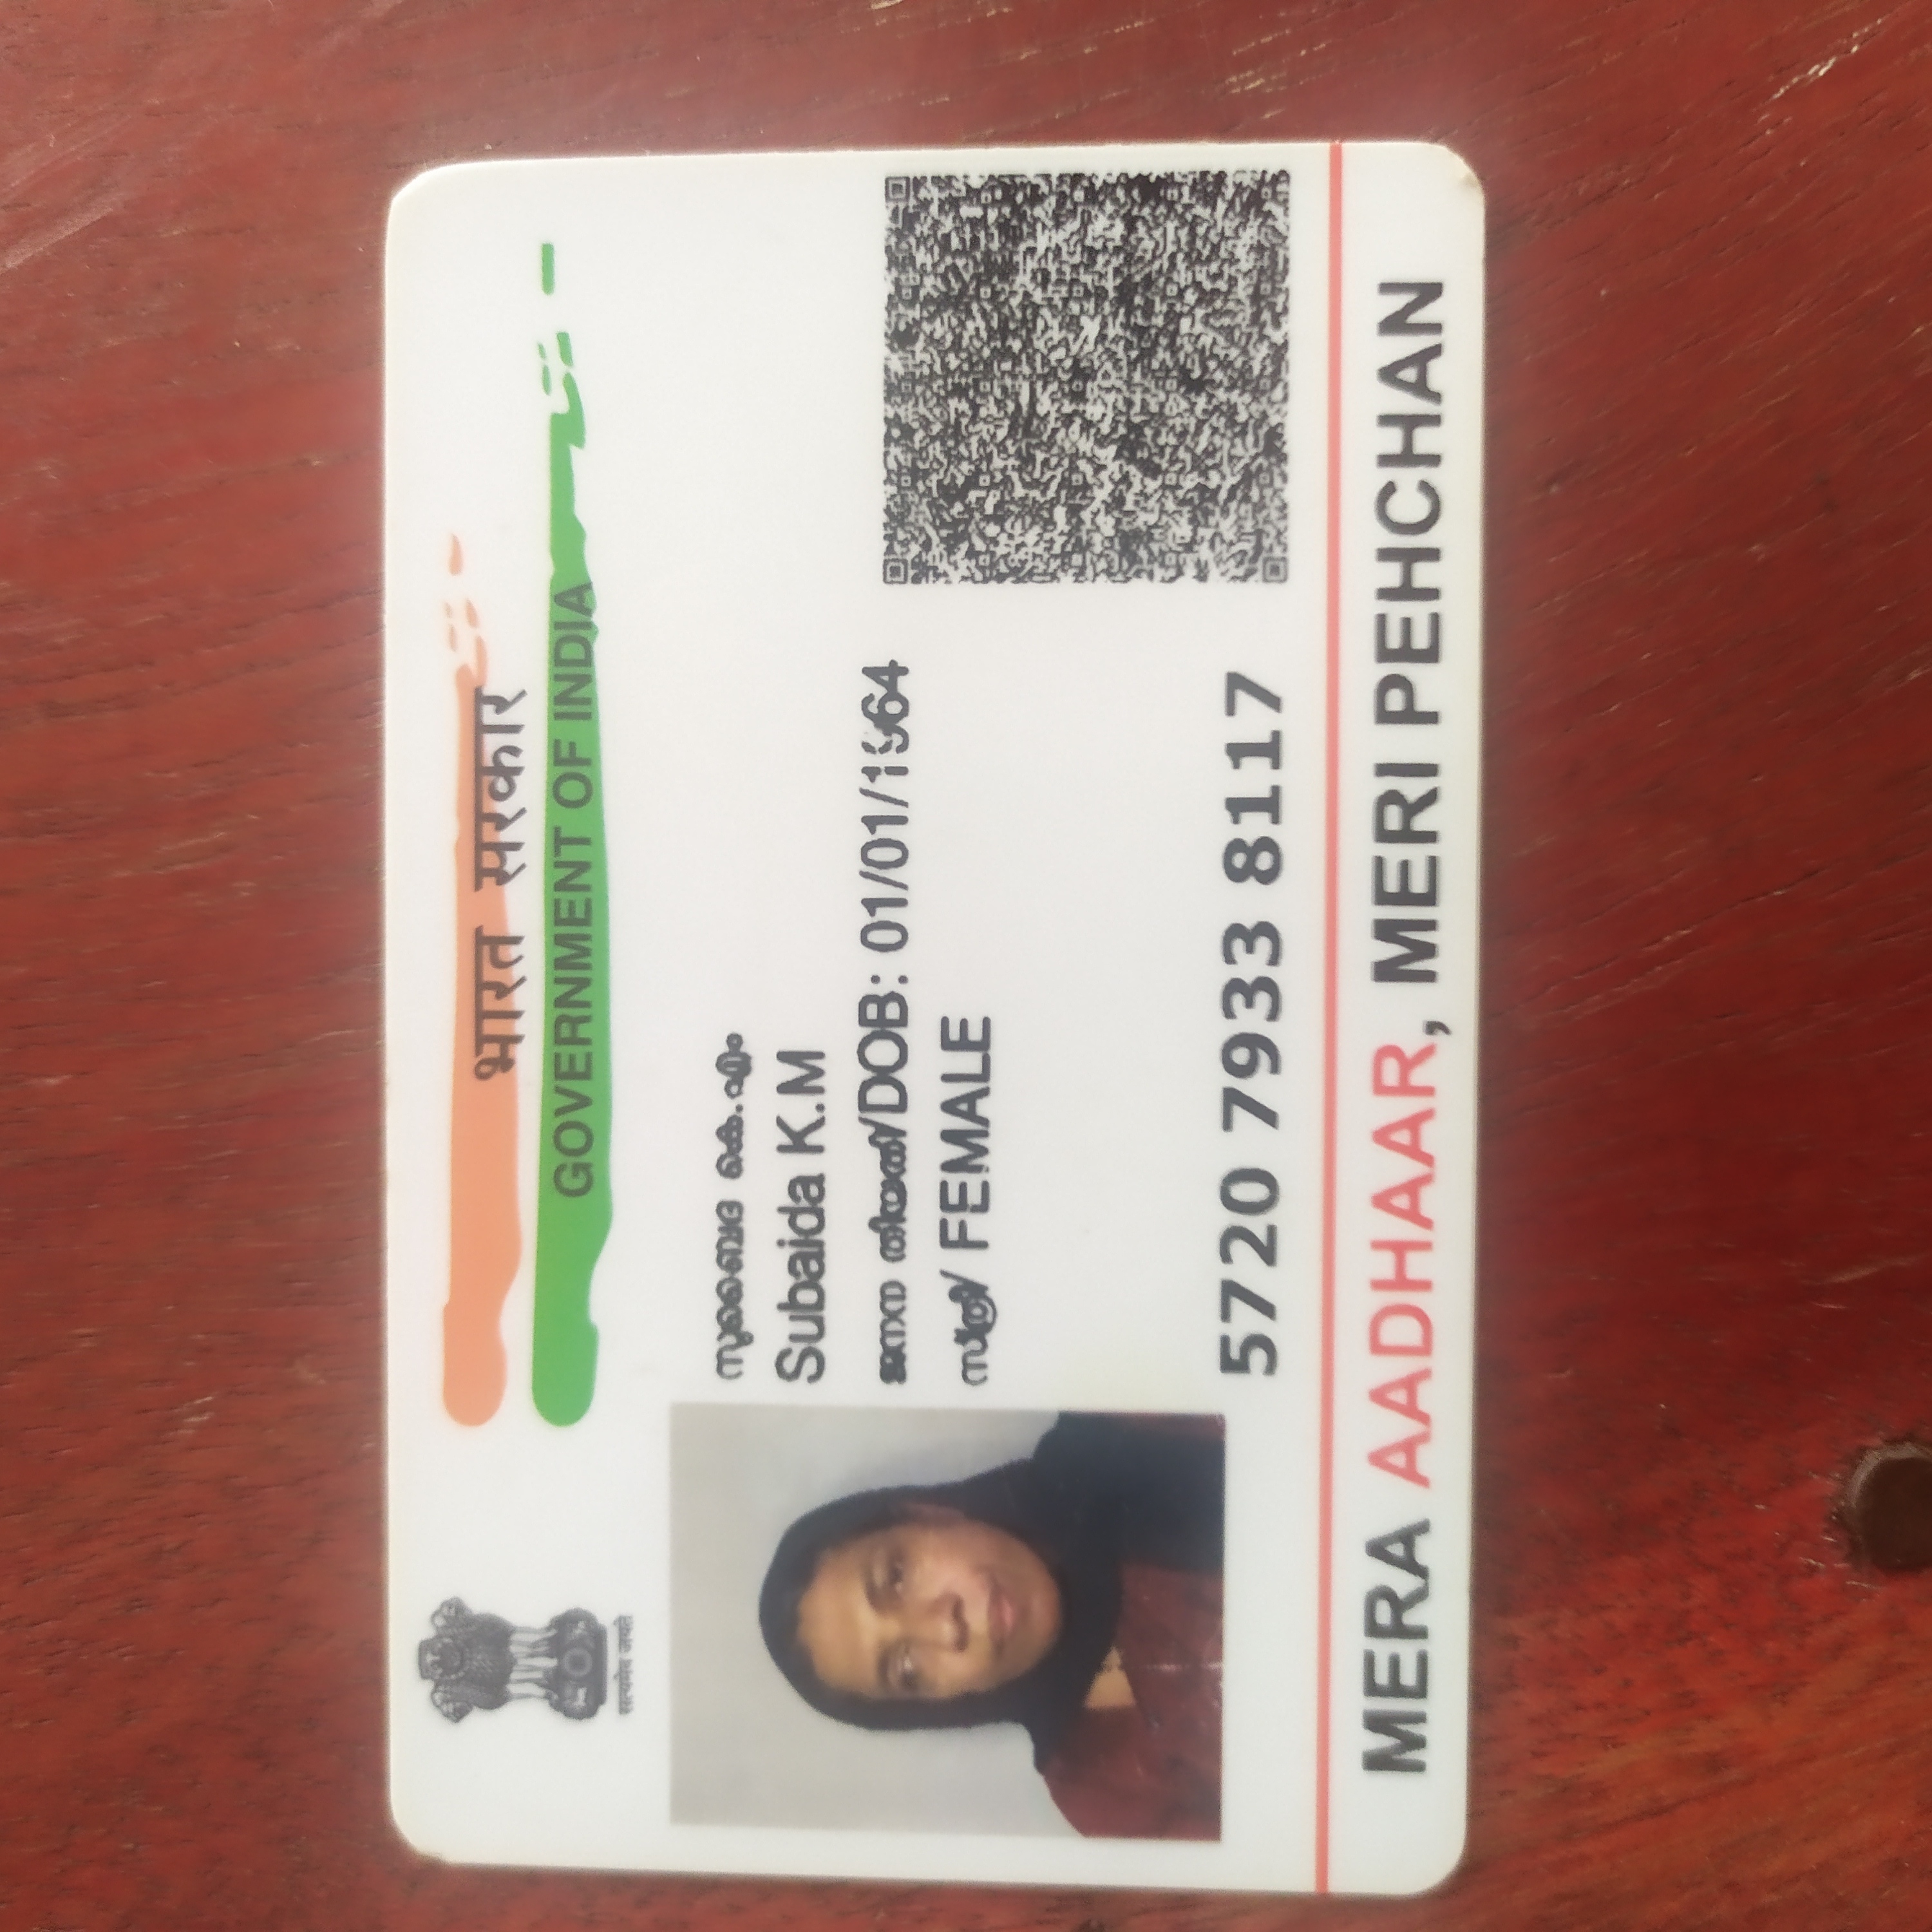 भारत सरकार
GOVERNMENT OF INDIA
सत्यमेव जयते
സുബൈദ കെ.എം
Subaida K.M
ജനന തിയതി/DOB: 01/01/1964
സ്ത്രീ/ FEMALE
5720 7933 8117
MERA AADHAAR, MERI PEHCHAN